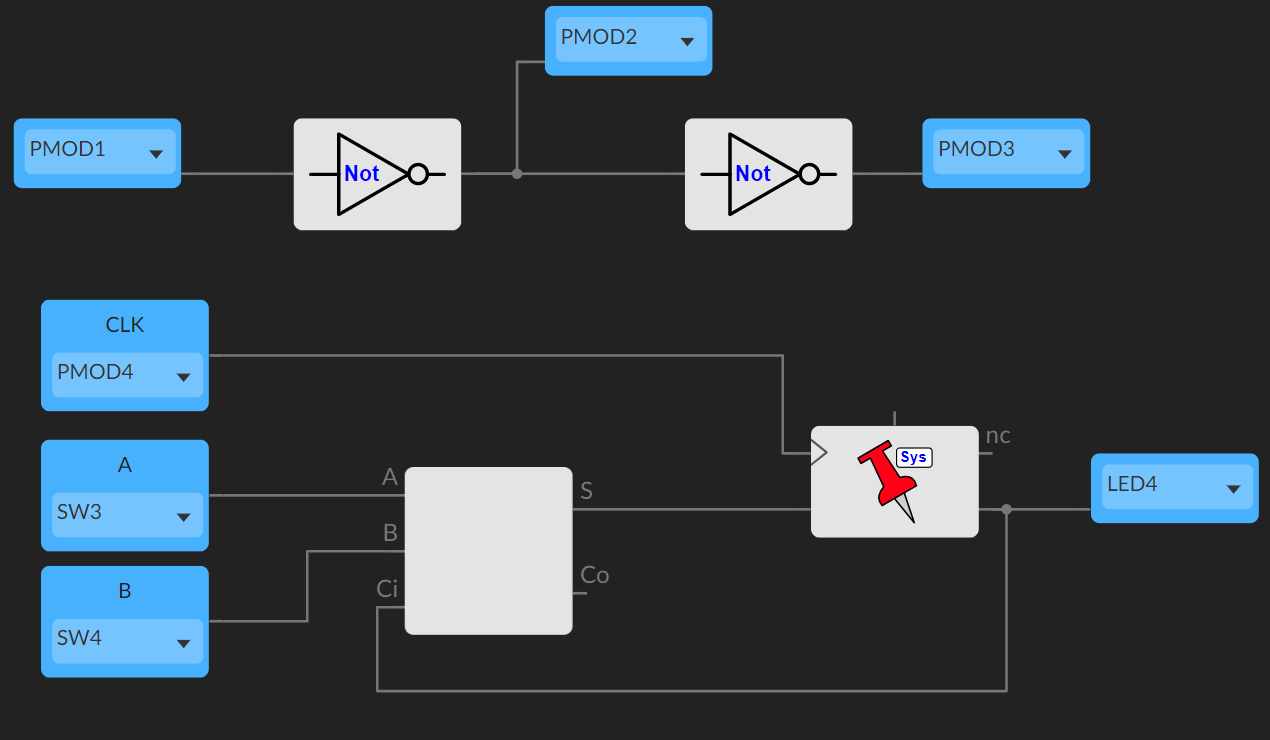 PMOD2
PMOD1
Not
Not
PMOD3
CLK
PMOD4
A
SW3
B
SW4
A
B
Ci
S
Co
Sys
nc
LED4